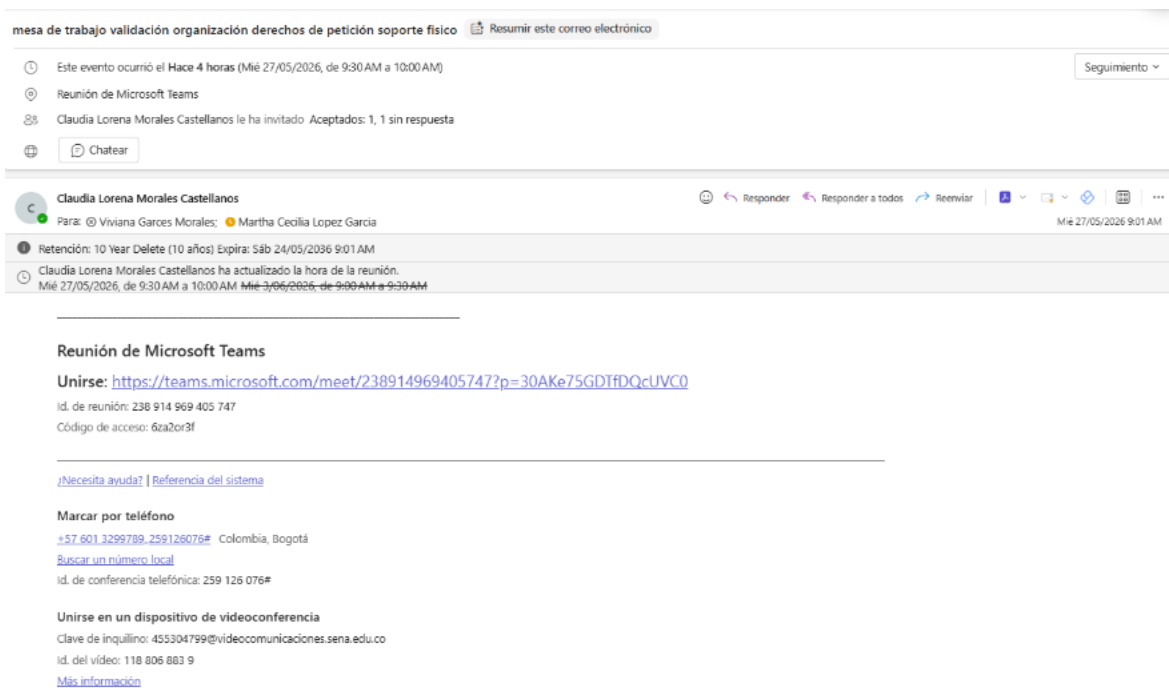 mesa de trabajo validación organización derechos de petición soporte fisico Resumir este correo electrónico
Este evento ocurrió el Hace 4 horas (Mié 27/05/2026, de 9:30 AM a 10:00 AM)
Seguimiento
Reunión de Microsoft Teams
Claudia Lorena Morales Castellanos le ha invitado Aceptados: 1, 1 sin respuesta
Chatear
C
Claudia Lorena Morales Castellanos
Responder Responder a todos Reenviar
Para: Viviana Garces Morales; Martha Cecilia Lopez Garcia
Mié 27/05/2026 9:01 AM
Retención: 10 Year Delete (10 años) Expira: Sáb 24/05/2036 9:01 AM
Claudia Lorena Morales Castellanos ha actualizado la hora de la reunión.
Mié 27/05/2026, de 9:30 AM a 10:00 AM Mié 3/06/2026, de 9:00 AM a 9:30 AM
Reunión de Microsoft Teams
Unirse: https://teams.microsoft.com/meet/238914969405747?p=30AKe75GDTfDQcUVC0
Id. de reunión: 238 914 969 405 747
Código de acceso: 6za2or3f
¿Necesita ayuda? | Referencia del sistema
Marcar por teléfono
+57 601 3299789,,259126076# Colombia, Bogotá
Buscar un número local
Id. de conferencia telefónica: 259 126 076#
Unirse en un dispositivo de videoconferencia
Clave de inquilino: 455304799@videocomunicaciones.sena.edu.co
Id. del vídeo: 118 806 883 9
Más información